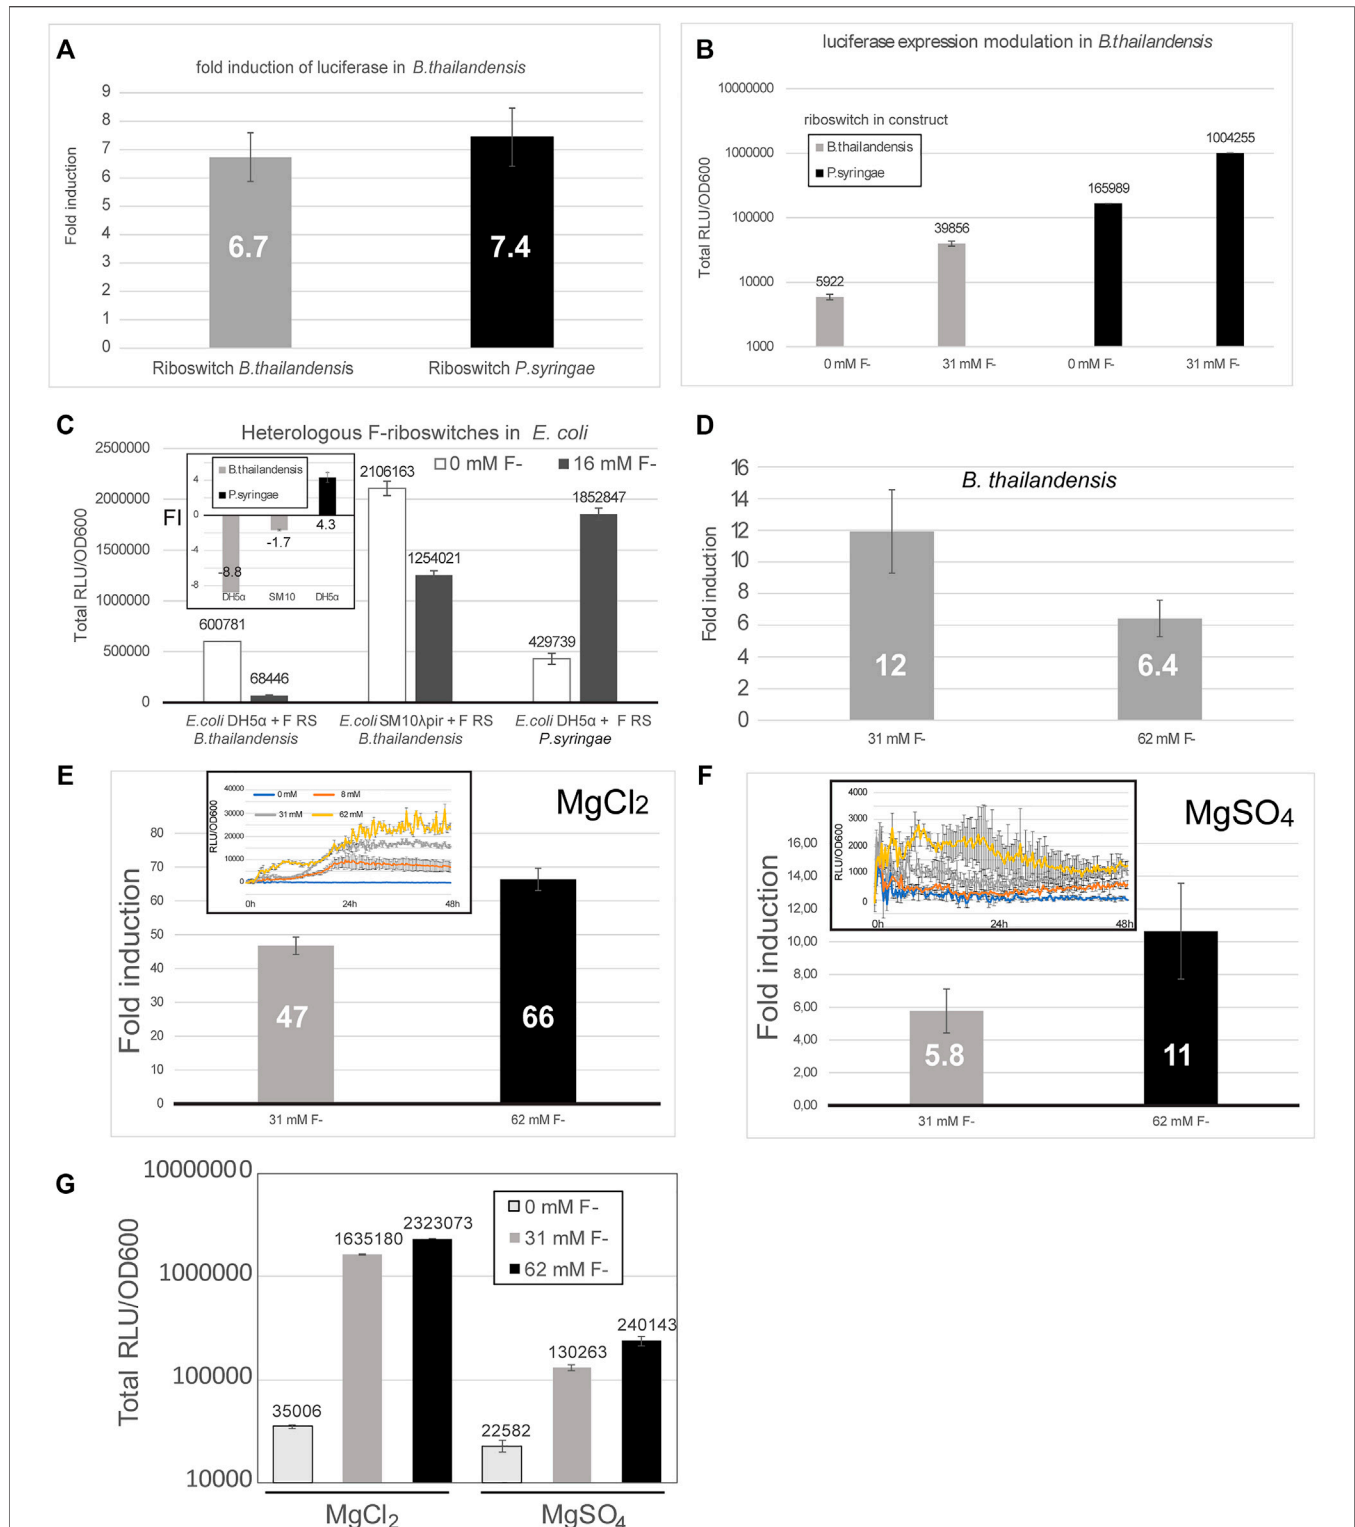 A
fold induction of luciferase in B.thailandensis
9
8
7
6
5
4
3
2
1
0
Fold induction
6.7
7.4
Riboswitch B.thailandensis
Riboswitch P.syringae
B
luciferase expression modulation in B.thailandensis
10000000
1000000
100000
10000
1000
Total RLU/OD600
riboswitch in construct
B.thailandensis
P.syringae
5922
39856
165989
1004255
0 mM F-
31 mM F-
0 mM F-
31 mM F-
C
Heterologous F-riboswitches in E. coli
0 mM F-
16 mM F-
2500000
2000000
1500000
1000000
500000
0
Total RLU/OD600
FI
B.thailandensis
P.syringae
4
0
-4
-8
-8.8
-1.7
4.3
DH5α
SM10
DH5α
600781
68446
2106163
1254021
429739
1852847
E.coli DH5α + F RS
B.thailandensis
E.coli SM10λpir + F RS
B.thailandensis
E.coli DH5α + F RS
P.syringae
D
B. thailandensis
16
14
12
10
8
6
4
2
0
Fold induction
12
6.4
31 mM F-
62 mM F-
E
MgCl2
80
70
60
50
40
30
20
10
0
Fold induction
40000
30000
20000
10000
0
RLU/OD600
0 mM
8 mM
31 mM
62 mM
0h
24h
48h
47
66
31 mM F-
62 mM F-
F
MgSO4
16,00
14,00
12,00
10,00
8,00
6,00
4,00
2,00
0,00
Fold induction
4000
3000
2000
1000
0
RLU/OD600
0h
24h
48h
5.8
11
31 mM F-
62 mM F-
G
10000000
1000000
100000
10000
Total RLU/OD600
0 mM F-
31 mM F-
62 mM F-
35006
1635180
2323073
22582
130263
240143
MgCl2
MgSO4